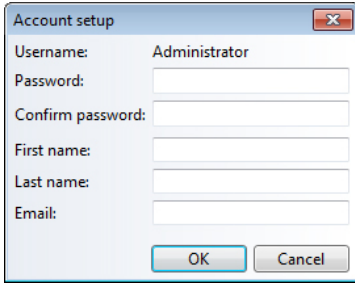 Account setup
Username: Administrator
Password:
Confirm password:
First name:
Last name:
Email:
OK Cancel